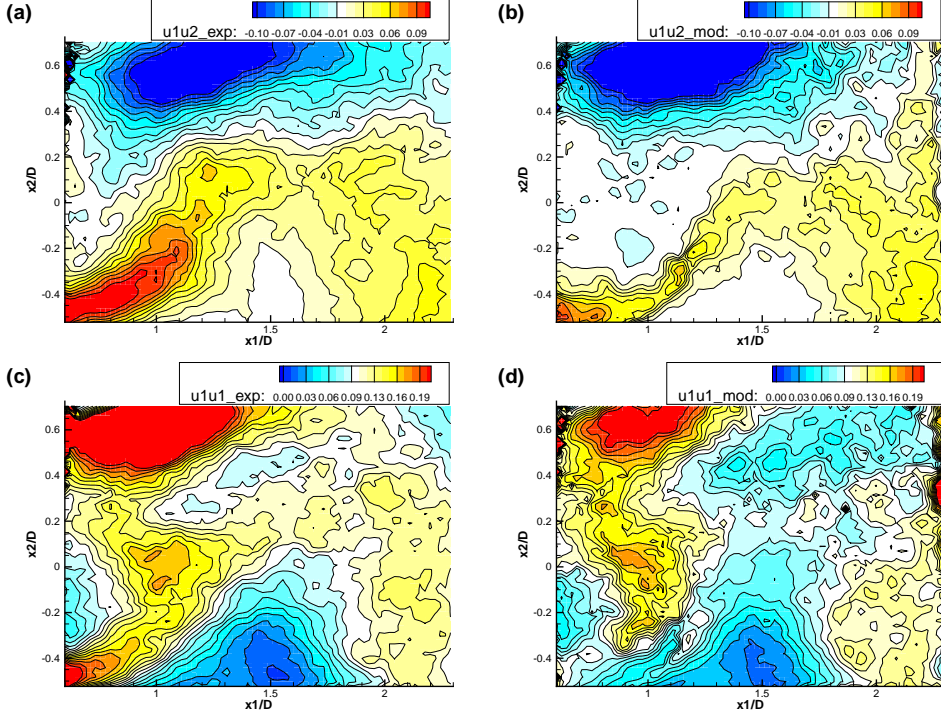 (a)
u1u2_exp: -0.10 -0.07 -0.04 -0.01 0.03 0.06 0.09
x2/D
0.6
0.4
0.2
0
-0.2
-0.4
1 1.5 2
x1/D
(b)
u1u2_mod: -0.10 -0.07 -0.04 -0.01 0.03 0.06 0.09
x2/D
0.6
0.4
0.2
0
-0.2
-0.4
1 1.5 2
x1/D
(c)
u1u1_exp: 0.00 0.03 0.06 0.09 0.13 0.16 0.19
x2/D
0.6
0.4
0.2
0
-0.2
-0.4
1 1.5 2
x1/D
(d)
u1u1_mod: 0.00 0.03 0.06 0.09 0.13 0.16 0.19
x2/D
0.6
0.4
0.2
0
-0.2
-0.4
1 1.5 2
x1/D